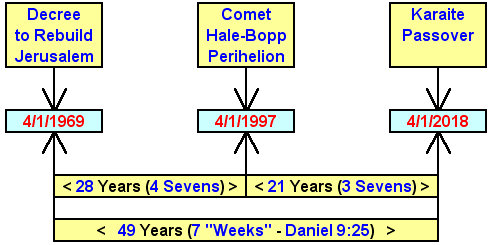 Decree
to Rebuild
Jerusalem
Comet
Hale-Bopp
Perihelion
Karaite
Passover
4/1/1969
4/1/1997
4/1/2018
< 28 Years (4 Sevens) >
< 21 Years (3 Sevens) >
< 49 Years (7 "Weeks" - Daniel 9:25) >